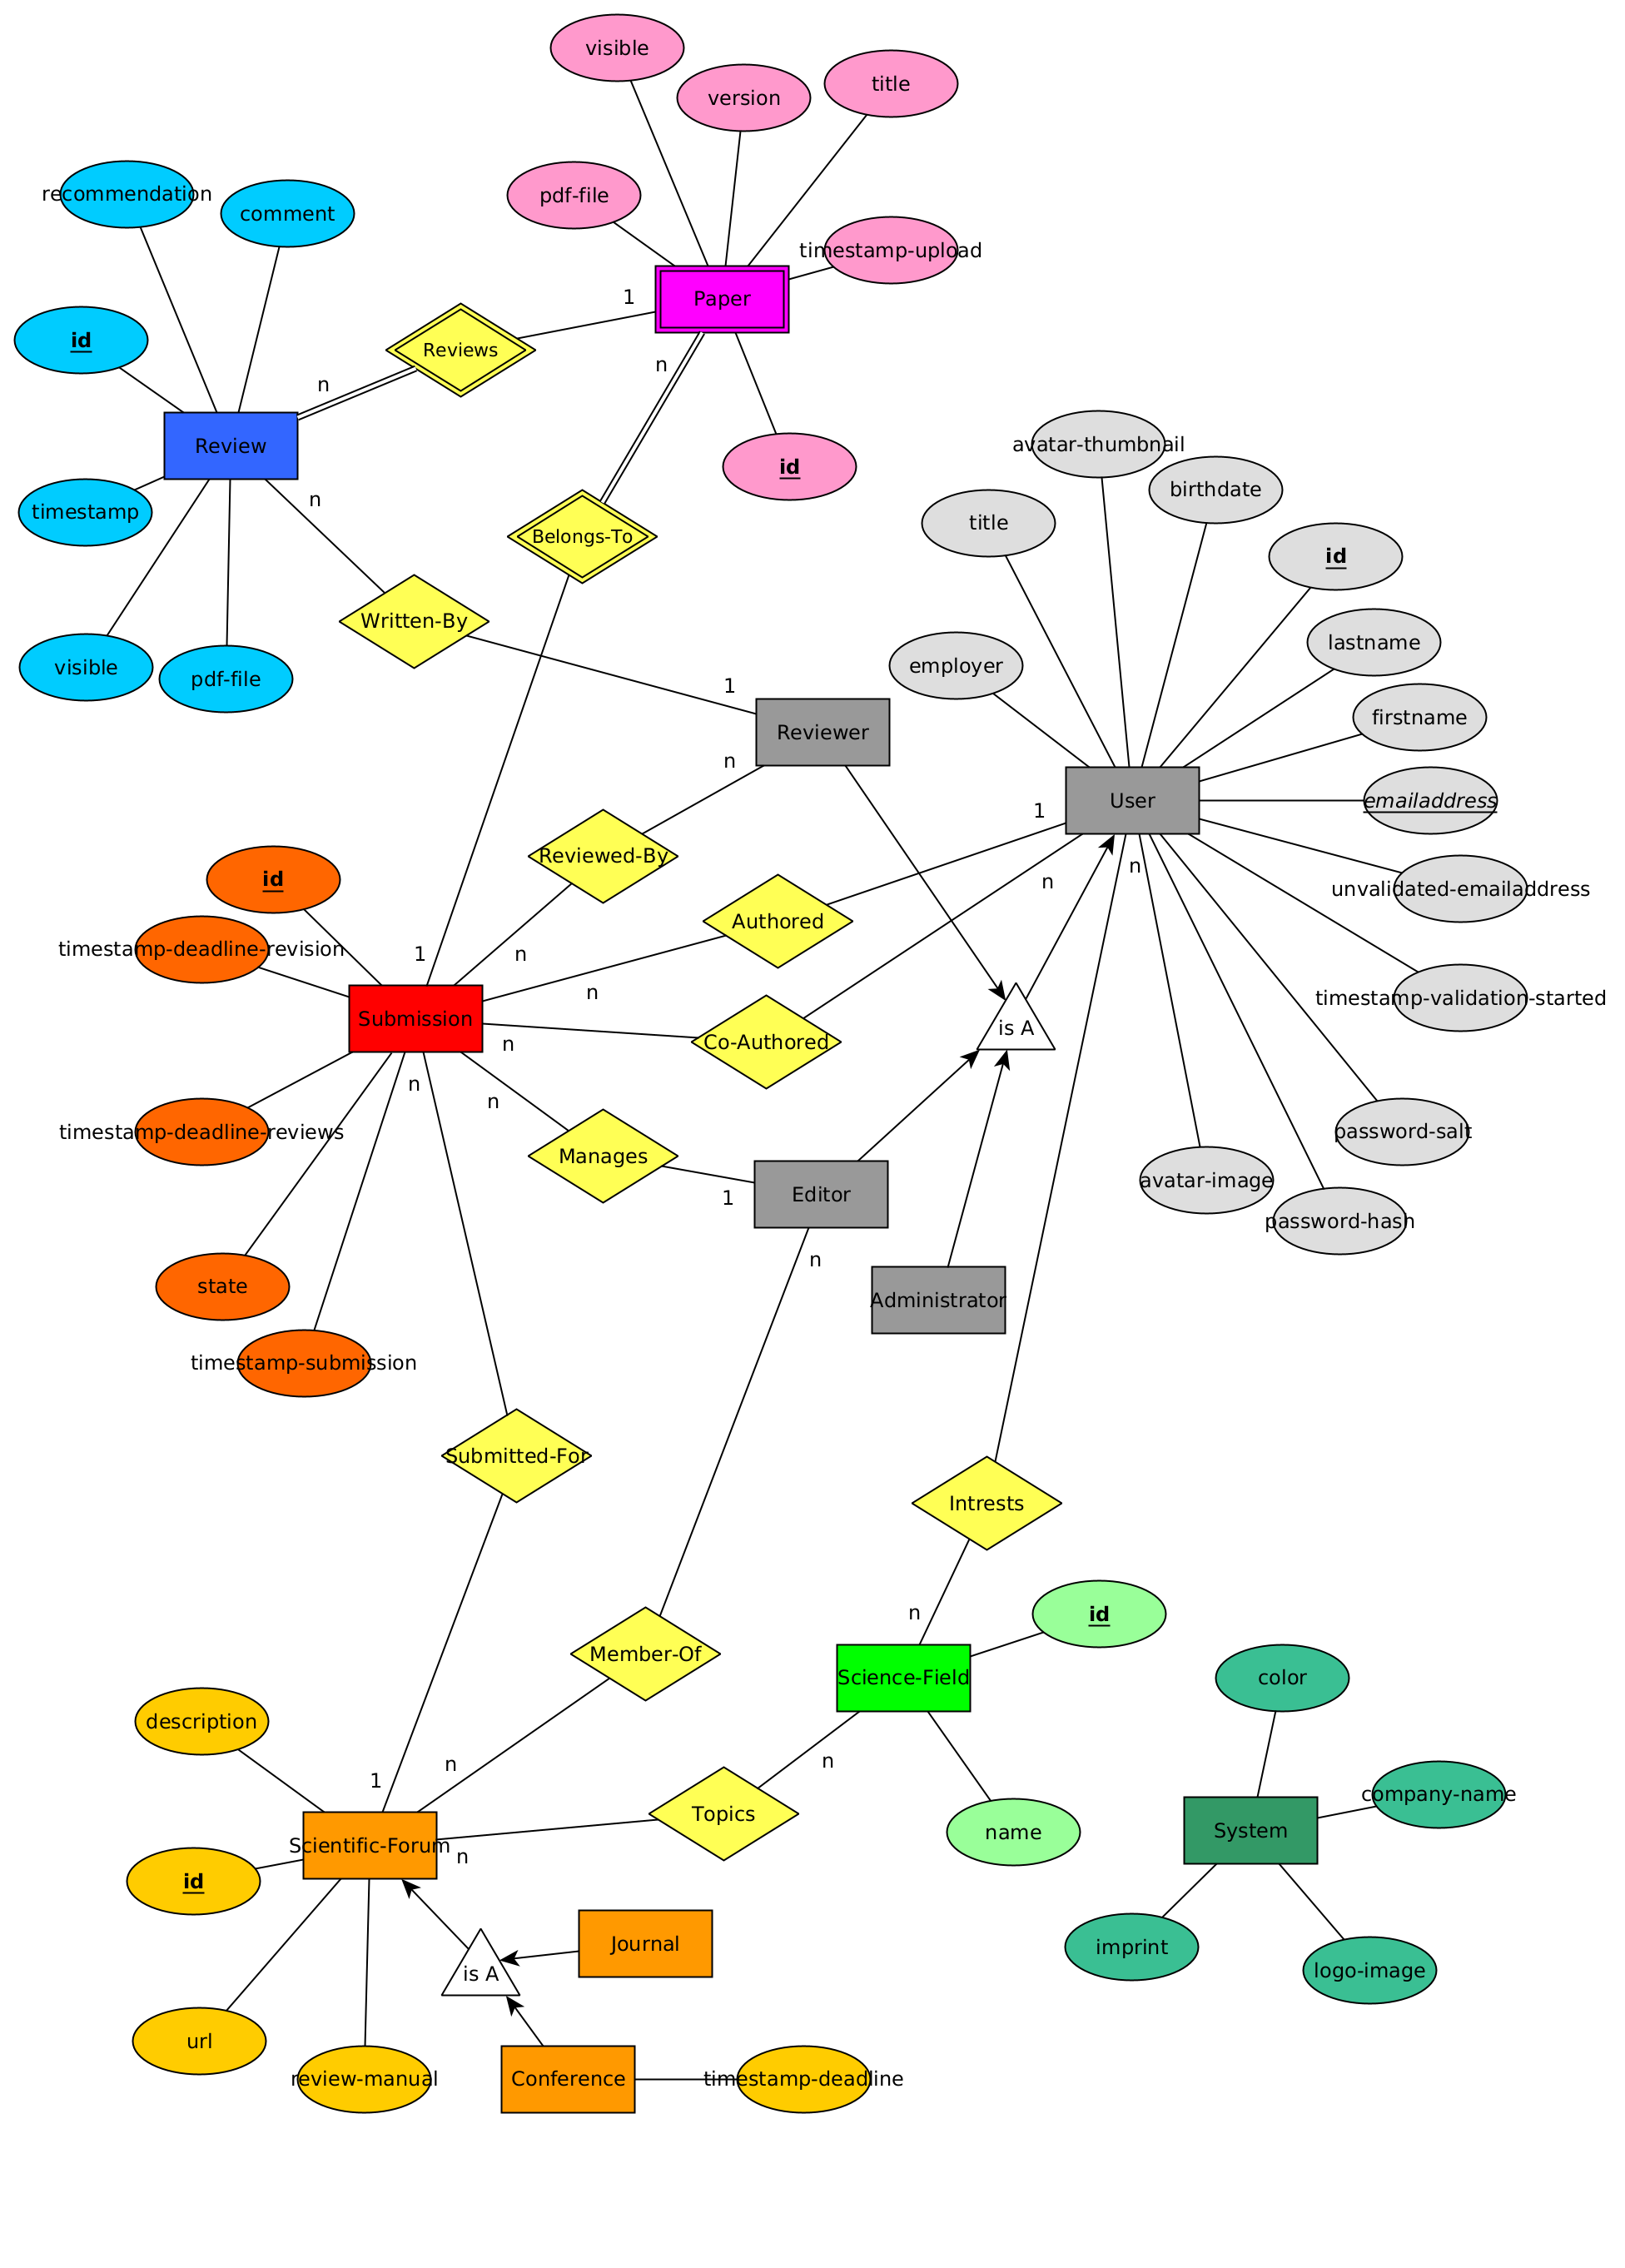 visible
title
version
recommendation
pdf-file
comment
timestamp-upload
1
Paper
id
Reviews
n
n
Review
avatar-thumbnail
id
birthdate
n
timestamp
title
Belongs-To
id
Written-By
lastname
visible
employer
pdf-file
1
firstname
Reviewer
n
User
emailaddress
1
Reviewed-By
n
id
n
unvalidated-emailaddress
Authored
timestamp-deadline-revision
1
n
n
timestamp-validation-started
Submission
is A
Co-Authored
n
n
n
timestamp-deadline-reviews
password-salt
Manages
avatar-image
Editor
1
password-hash
n
state
Administrator
timestamp-submission
Submitted-For
Intrests
n
id
Member-Of
Science-Field
color
description
n
n
1
company-name
Topics
System
name
Scientific-Forum
n
id
Journal
imprint
is A
logo-image
url
review-manual
Conference
timestamp-deadline